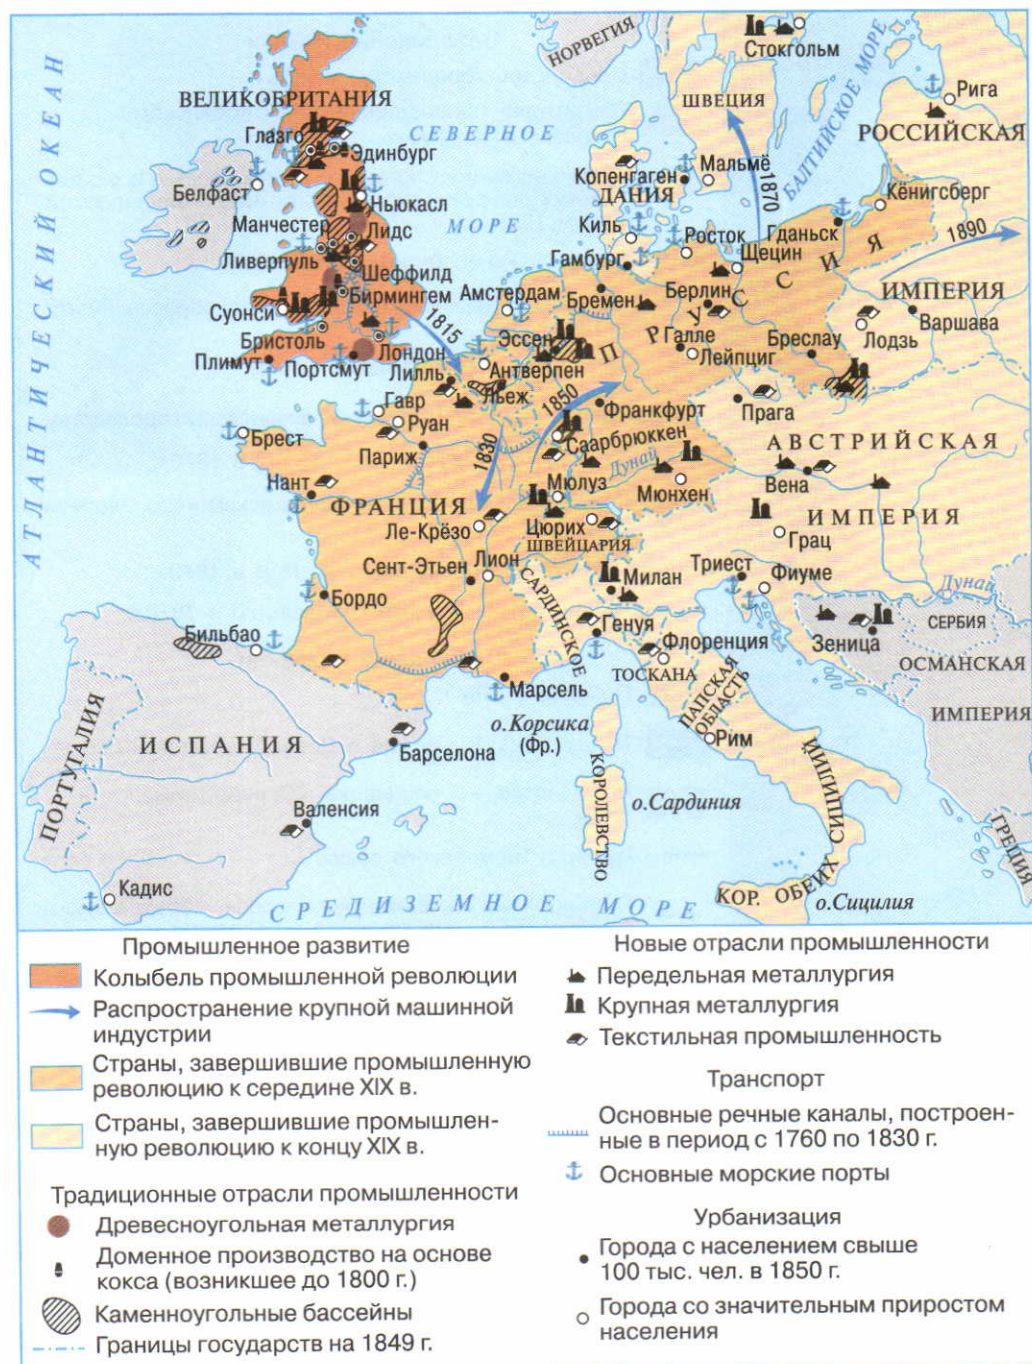 НОРВЕГИЯ
Стокгольм
ШВЕЦИЯ
БАЛТИЙСКОЕ МОРЕ
Рига
РОССИЙСКАЯ
АТЛАНТИЧЕСКИЙ ОКЕАН
ВЕЛИКОБРИТАНИЯ
СЕВЕРНОЕ
МОРЕ
Глазго
Эдинбург
Белфаст
Ньюкасл
Манчестер
Лидс
Ливерпуль
Шеффилд
Бирмингем
Суонси
Бристоль
Лондон
Плимут
Портсмут
1815
Копенгаген
ДАНИЯ
Мальмё
1870
Кёнигсберг
Киль
Росток
Гданьск
1890
Гамбург
Щецин
ПРУССИЯ
ИМПЕРИЯ
Амстердам
Бремен
Берлин
Варшава
Эссен
Галле
Бреслау
Лодзь
Лейпциг
Антверпен
Лилль
Льеж
1850
Франкфурт
Прага
Гавр
Руан
1830
Саарбрюккен
АВСТРИЙСКАЯ
Брест
Париж
Дунай
Мюлуз
Мюнхен
Вена
Нант
ФРАНЦИЯ
ИМПЕРИЯ
Ле-Крёзо
Цюрих
ШВЕЙЦАРИЯ
Грац
Сент-Этьен
Лион
Милан
Триест
Фиуме
Дунай
Бордо
САРДИНСКОЕ
Генуя
СЕРБИЯ
Зеница
Бильбао
Флоренция
ОСМАНСКАЯ
ТОСКАНА
Марсель
ПАПСКАЯ
ОБЛАСТЬ
ИМПЕРИЯ
о.Корсика
(Фр.)
Рим
ПОРТУГАЛИЯ
ИСПАНИЯ
Барселона
КОРОЛЕВСТВО
о.Сардиния
Валенсия
ГРЕЦИЯ
Кадис
СРЕДИЗЕМНОЕ МОРЕ
КОР. ОБЕИХ СИЦИЛИЙ
о.Сицилия
Промышленное развитие
Колыбель промышленной революции
Распространение крупной машинной
индустрии
Страны, завершившие промышленную
революцию к середине XIX в.
Страны, завершившие промышлен-
ную революцию к концу XIX в.
Традиционные отрасли промышленности
Древесноугольная металлургия
Доменное производство на основе
кокса (возникшее до 1800 г.)
Каменноугольные бассейны
Границы государств на 1849 г.
Новые отрасли промышленности
Передельная металлургия
Крупная металлургия
Текстильная промышленность
Транспорт
Основные речные каналы, построен-
ные в период с 1760 по 1830 г.
Основные морские порты
Урбанизация
Города с населением свыше
100 тыс. чел. в 1850 г.
Города со значительным приростом
населения